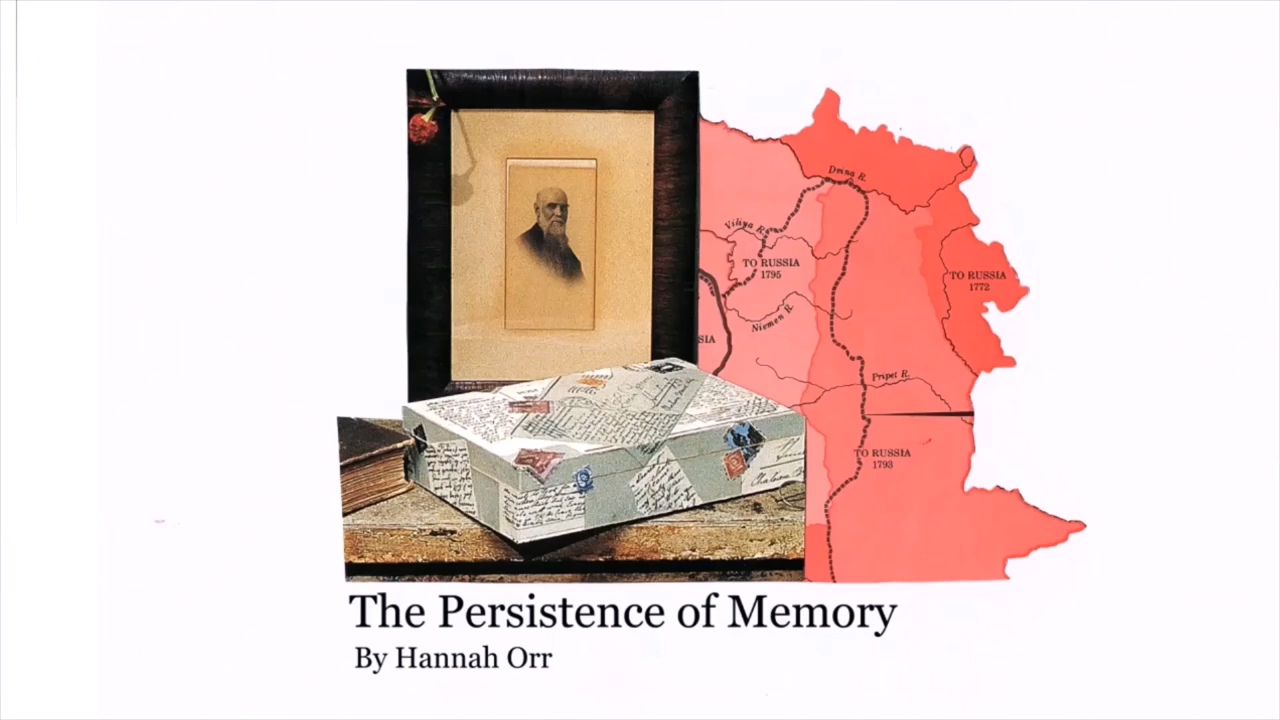 Dvina R.
Viliya R.
TO RUSSIA
1795
TO RUSSIA
1772
Niemen R.
SIA
Pripet R.
TO RUSSIA
1793
The Persistence of Memory
By Hannah Orr